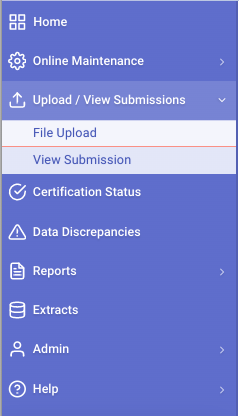 Home
Online Maintenance
Upload / View Submissions
File Upload
View Submission
Certification Status
Data Discrepancies
Reports
Extracts
Admin
Help